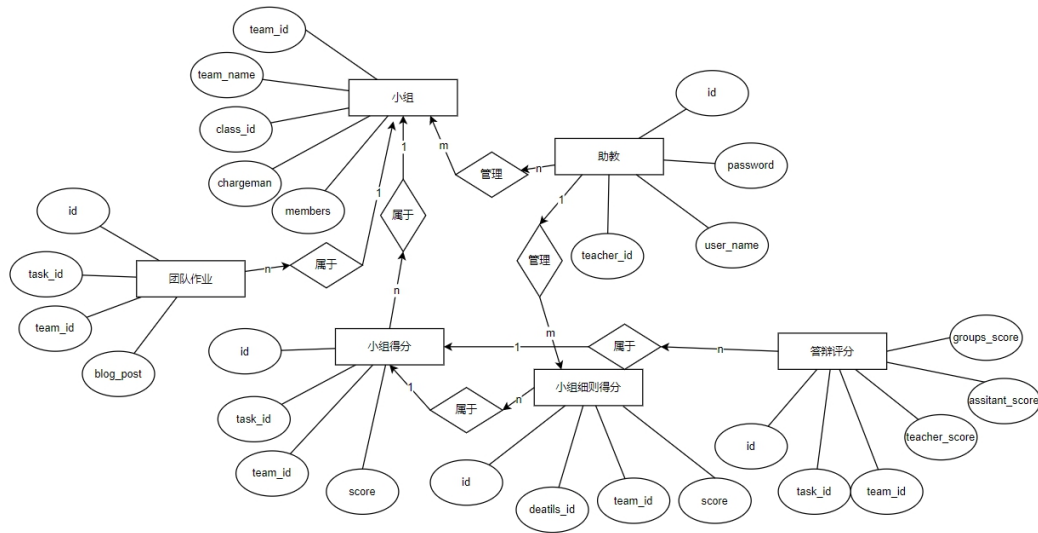 team_id
team_name
小组
id
class_id
1
1
m
助教
管理
n
password
chargeman
members
1
id
1
属于
user_name
teacher_id
管理
task_id
团队作业
n
属于
team_id
n
m
groups_score
id
小组得分
1
属于
n
答辩评分
blog_post
小组细则得分
1
属于
n
assitant_score
task_id
teacher_score
id
team_id
id
score
deatils_id
team_id
score
task_id
team_id